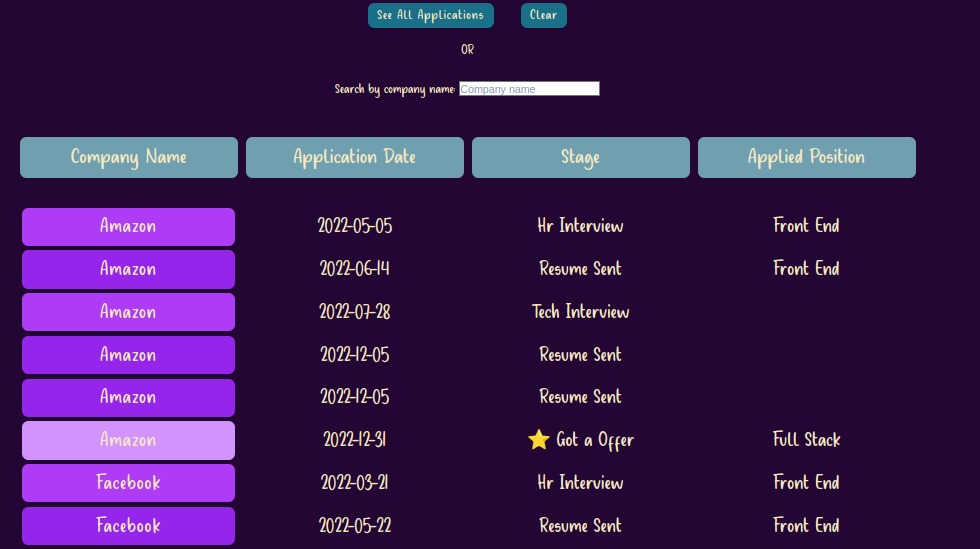 See All Applications Clear
OR
Search by company name: Company name
Company Name Application Date Stage Applied Position
Amazon 2022-05-05 Hr Interview Front End
Amazon 2022-06-14 Resume Sent Front End
Amazon 2022-07-28 Tech Interview
Amazon 2022-12-05 Resume Sent
Amazon 2022-12-05 Resume Sent
Amazon 2022-12-31 ⭐ Got a Offer Full Stack
Facebook 2022-03-21 Hr Interview Front End
Facebook 2022-05-22 Resume Sent Front End